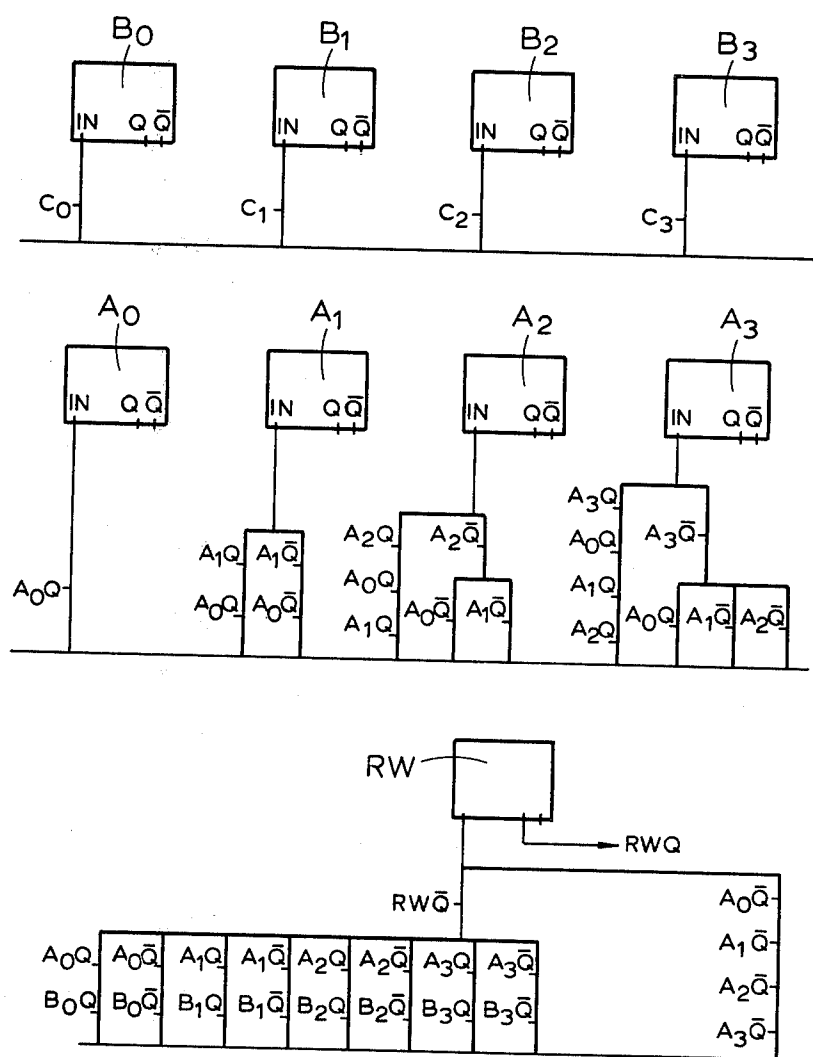 B0 B1 B2 B3
IN Q Q̅ IN Q Q̅ IN Q Q̅ IN Q Q̅
C0 C1 C2 C3
A0 A1 A2 A3
IN Q Q̅ IN Q Q̅ IN Q Q̅ IN Q Q̅
A3Q
A2Q A2Q̅ A0Q A3Q̅
A1Q A1Q̅
A0Q A0Q A1Q
A0Q A0Q̅ A1Q A0Q̅ A1Q̅ A2Q A0Q A1Q̅ A2Q̅
RW
RWQ
RWQ̅ A0Q̅
A1Q̅
A0Q A0Q̅ A1Q A1Q̅ A2Q A2Q̅ A3Q A3Q̅
A2Q̅
B0Q B0Q̅ B1Q B1Q̅ B2Q B2Q̅ B3Q B3Q̅
A3Q̅